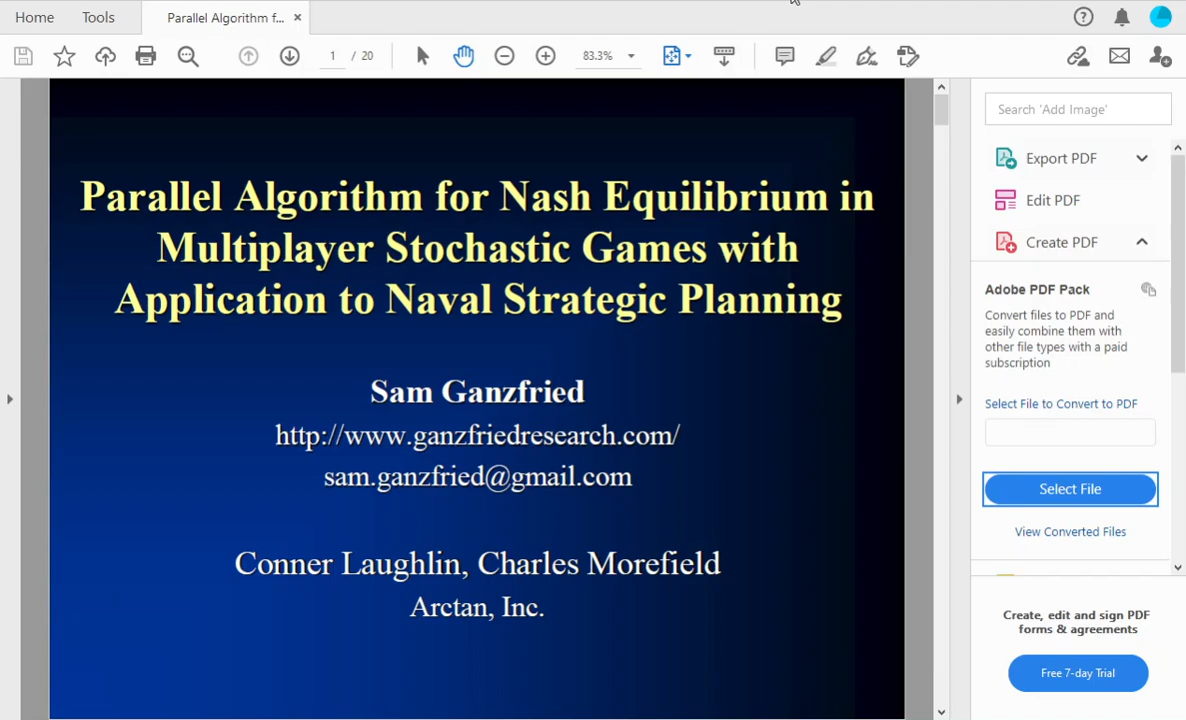 Home Tools Parallel Algorithm f... ×
1 / 20 83.3%
Parallel Algorithm for Nash Equilibrium in
Multiplayer Stochastic Games with
Application to Naval Strategic Planning
Sam Ganzfried
http://www.ganzfriedresearch.com/
sam.ganzfried@gmail.com
Conner Laughlin, Charles Morefield
Arctan, Inc.
Search 'Add Image'
Export PDF
Edit PDF
Create PDF
Adobe PDF Pack
Convert files to PDF and
easily combine them with
other file types with a paid
subscription
Select File to Convert to PDF
Select File
View Converted Files
Create, edit and sign PDF
forms & agreements
Free 7-day Trial